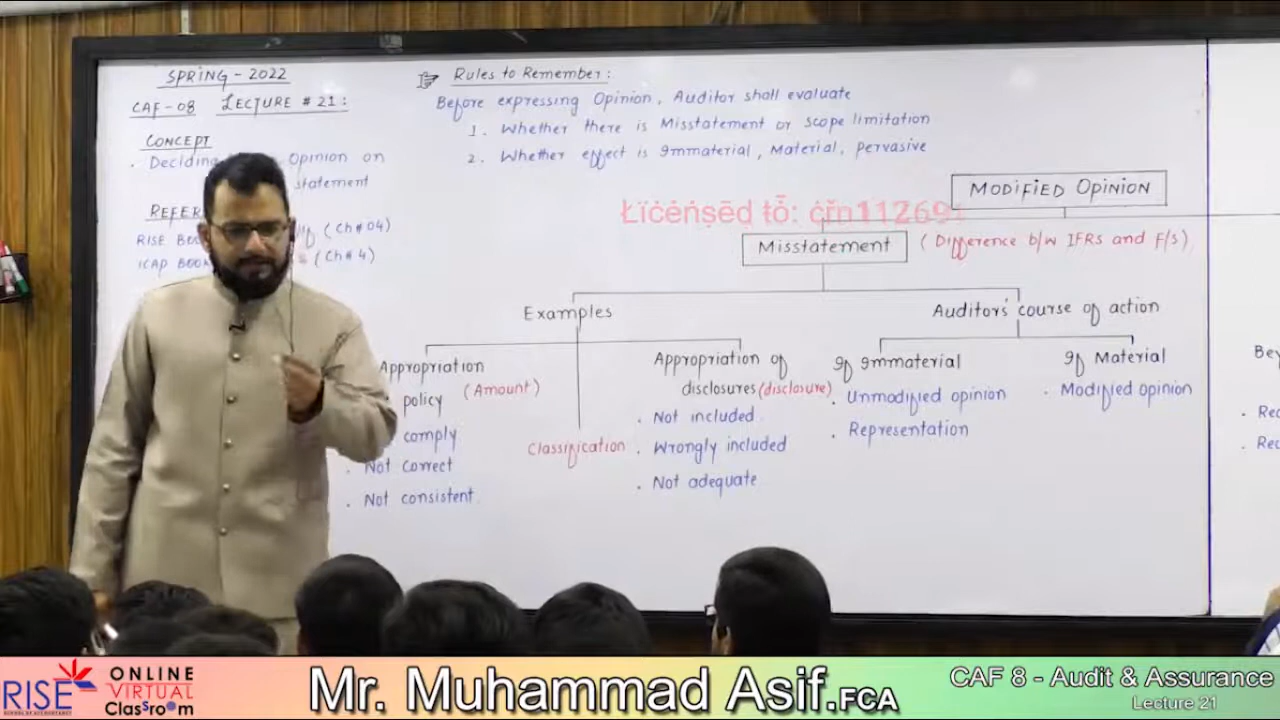 SPRING - 2022
CAF-08 LECTURE # 21 :
CONCEPT
. Deciding Opinion on
statement
REFER
RISE BOO (Ch# 04)
ICAP BOOK (Ch# 4)
Rules to Remember :
Before expressing Opinion, Auditor shall evaluate
1. Whether there is Misstatement or scope limitation
2. Whether effect is Immaterial, Material, pervasive
MODIFIED OPINION
Łïċėńṣēd ŧȭ: ċřn112691
Misstatement (Difference b/w IFRs and F/S)
Examples
Appropriation
(Amount)
policy
comply
. Not correct
. Not consistent
Classification
Appropriation of
disclosures (disclosure)
. Not included
. Wrongly included
. Not adequate
Auditor's course of action
If Immaterial
. Unmodified opinion
. Representation
If Material
. Modified opinion
. Rec
. Rec
RISE
ONLINE
VIRTUAL
Classroom
Mr. Muhammad Asif.FCA
CAF 8 - Audit & Assurance
Lecture 21